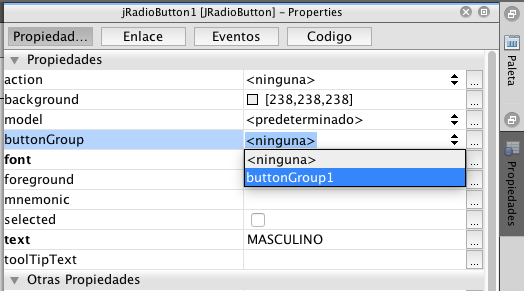 jRadioButton1 [JRadioButton] – Properties
Propiedad... Enlace Eventos Codigo
Propiedades
action <ninguna> ...
background [238,238,238] ...
model <predeterminado> ...
buttonGroup <ninguna> ...
<ninguna>
buttonGroup1
font ...
foreground ...
mnemonic ...
selected ...
text MASCULINO ...
toolTipText ...
Otras Propiedades
Paleta
Propiedades